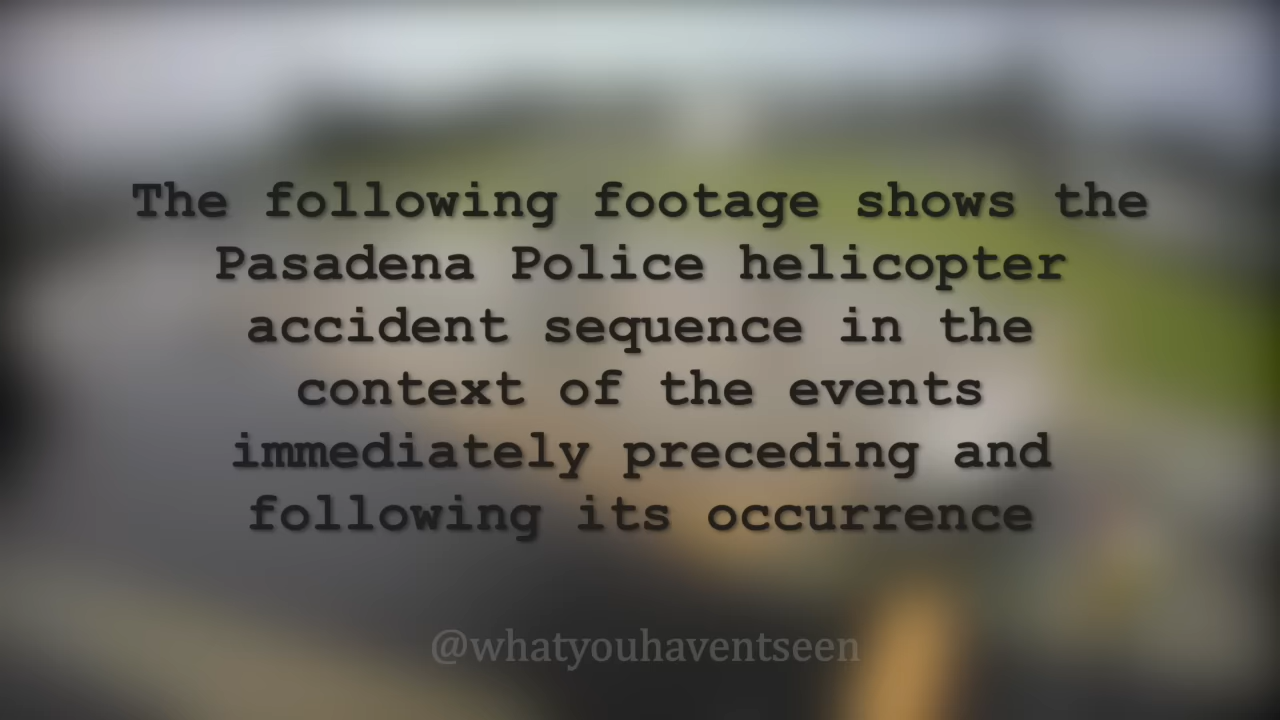 The following footage shows the
Pasadena Police helicopter
accident sequence in the
context of the events
immediately preceding and
following its occurrence
@whatyouhaventseen